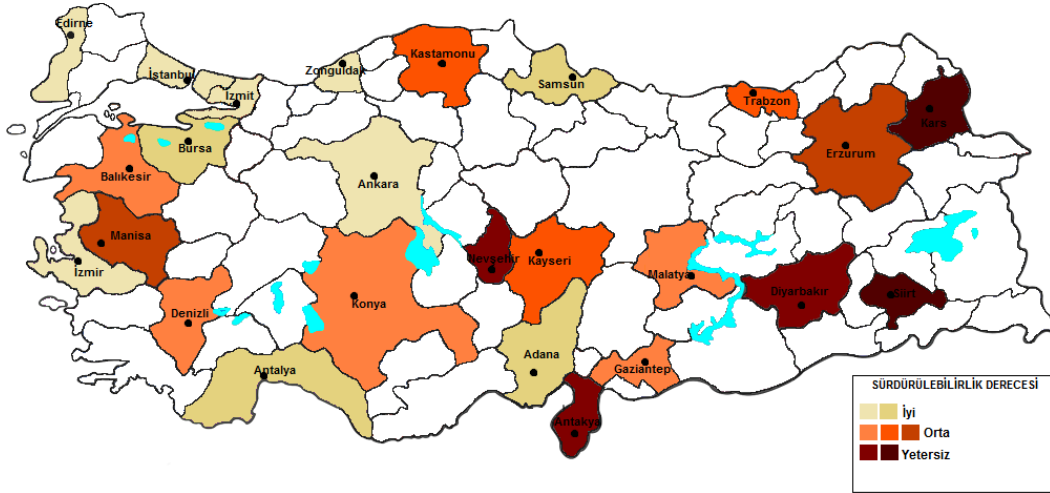 Edirne
İstanbu
İzmit
Zonguldak
Kastamonu
Samsun
Trabzon
Kars
Erzurum
Bursa
Balıkesir
Ankara
Manisa
İzmir
Nevşehir
Kayseri
Malatya
Diyarbakır
Siirt
Denizli
Konya
Antalya
Adana
Gaziantep
Antakya
SÜRDÜRÜLEBİLİRLİK DERECESİ
İyi
Orta
Yetersiz